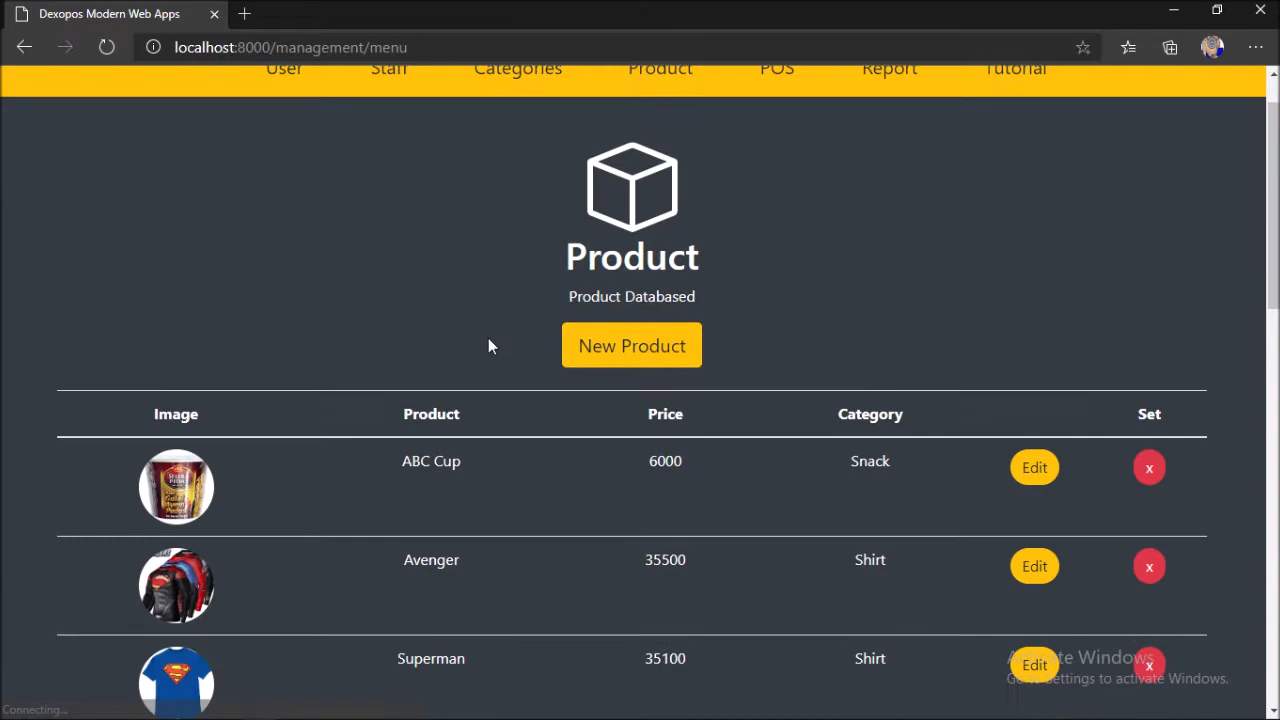 Dexopos Modern Web Apps
localhost:8000/management/menu
User Staff Categories Product POS Report Tutorial
Product
Product Databased
New Product
Image Product Price Category Set
ABC Cup 6000 Snack Edit x
Avenger 35500 Shirt Edit x
Superman 35100 Shirt Edit x
Activate Windows
Go to Settings to activate Windows.
Connecting...